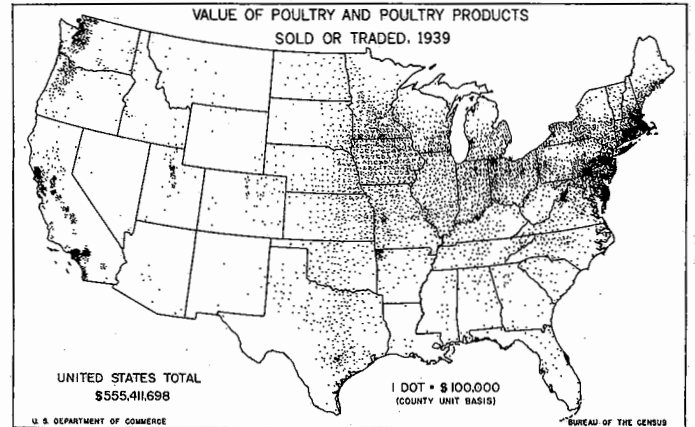 VALUE OF POULTRY AND POULTRY PRODUCTS
SOLD OR TRADED, 1939
UNITED STATES TOTAL
$555,411,698
1 DOT = $100,000
(COUNTY UNIT BASIS)
U. S. DEPARTMENT OF COMMERCE
BUREAU OF THE CENSUS